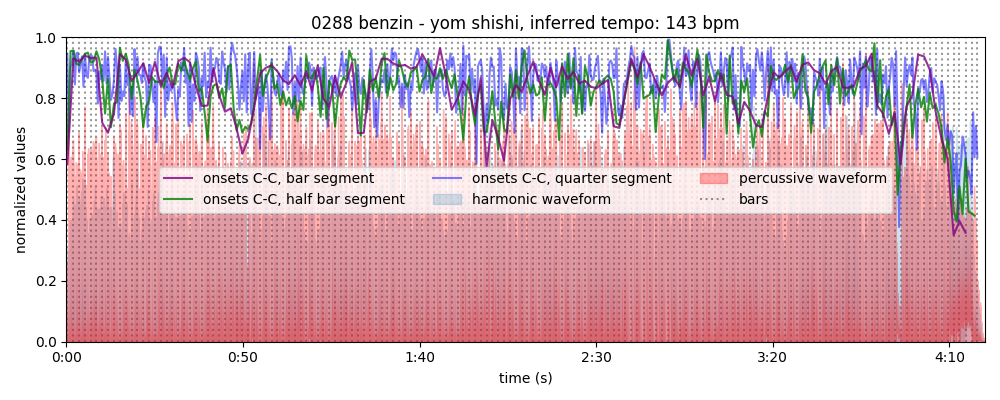 0288 benzin - yom shishi, inferred tempo: 143 bpm
normalized values
1.0
0.8
0.6
0.4
0.2
0.0
onsets C-C, bar segment
onsets C-C, half bar segment
onsets C-C, quarter segment
harmonic waveform
percussive waveform
bars
0:00 0:50 1:40 2:30 3:20 4:10
time (s)